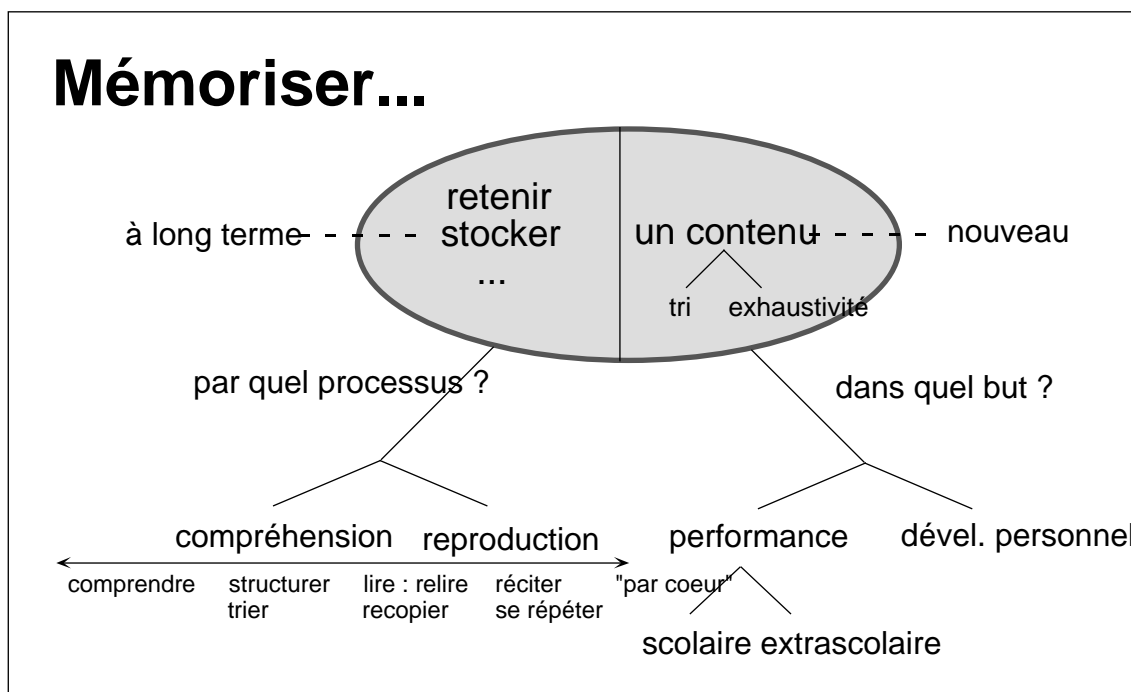 Mémoriser...
retenir
à long terme stocker un contenu nouveau
...
tri exhaustivité
par quel processus ? dans quel but ?
compréhension reproduction performance dével. personnel
comprendre structurer lire : relire réciter "par coeur"
trier recopier se répéter
scolaire extrascolaire